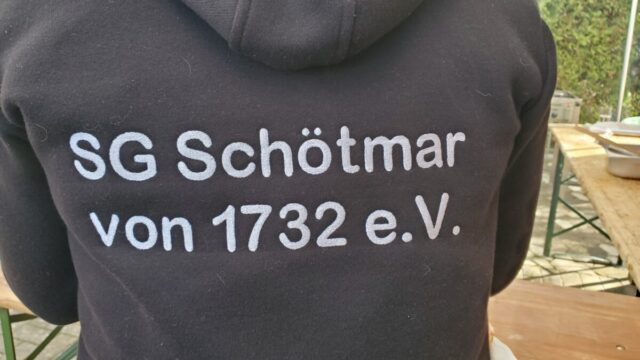 SG Schötmar
von 1732 e.V.